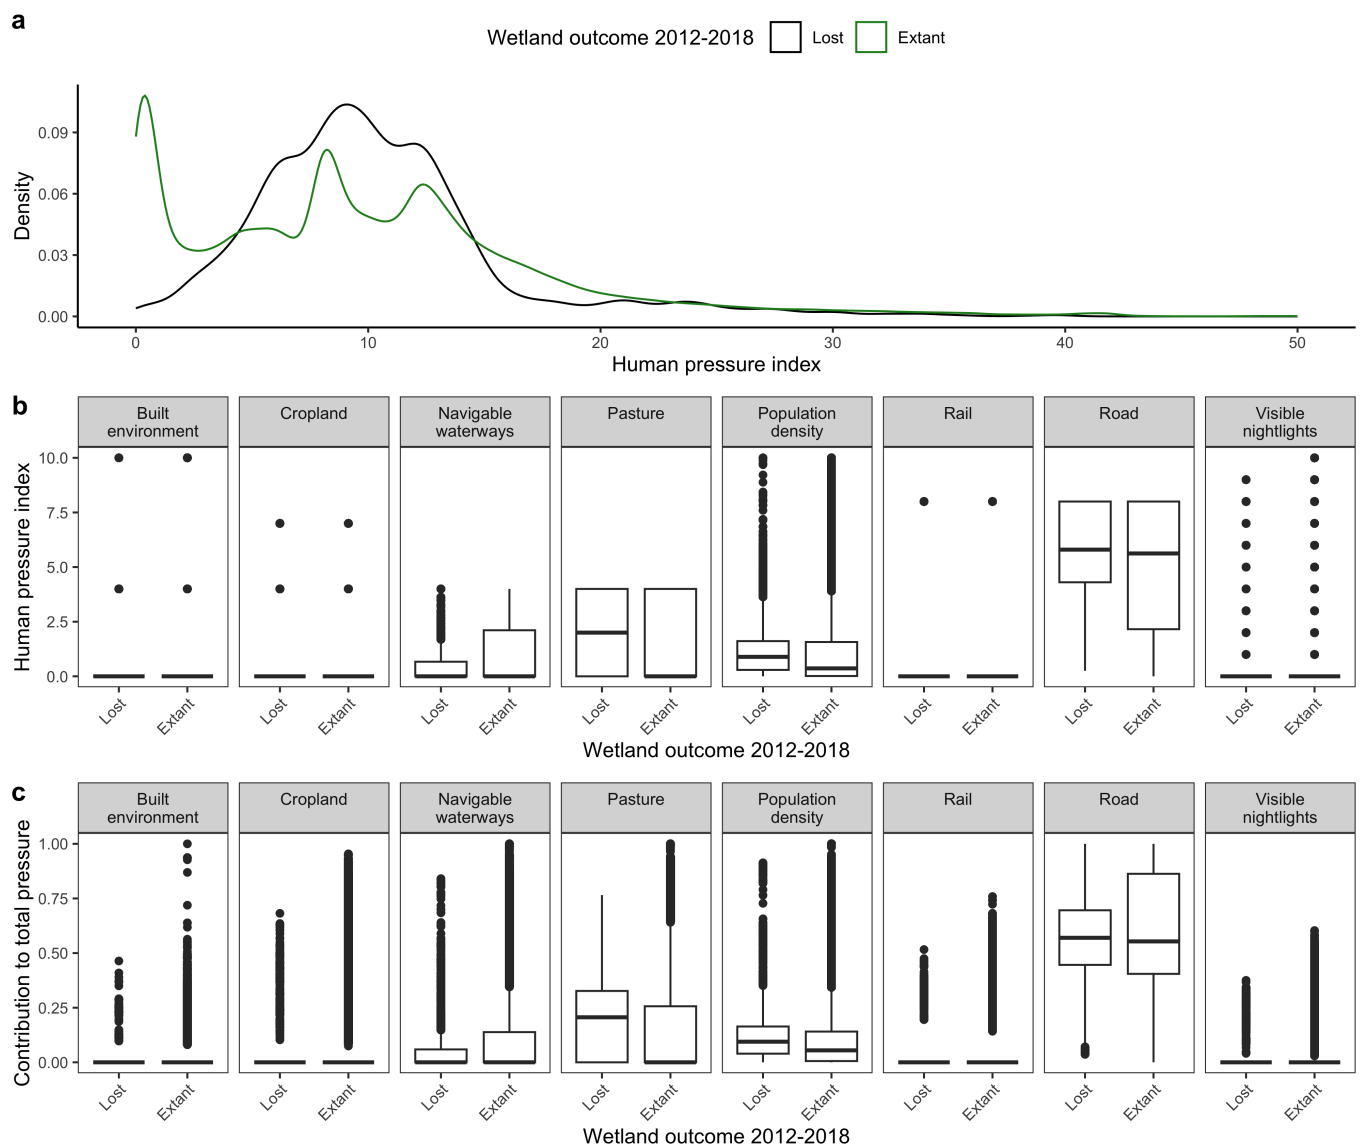 a
Wetland outcome 2012-2018 Lost Extant
Density
0.09
0.06
0.03
0.00
0 10 20 30 40 50
Human pressure index
b
Built environment Cropland Navigable waterways Pasture Population density Rail Road Visible nightlights
Human pressure index
10.0
7.5
5.0
2.5
0.0
Lost Extant Lost Extant Lost Extant Lost Extant Lost Extant Lost Extant Lost Extant Lost Extant
Wetland outcome 2012-2018
c
Built environment Cropland Navigable waterways Pasture Population density Rail Road Visible nightlights
Contribution to total pressure
1.00
0.75
0.50
0.25
0.00
Lost Extant Lost Extant Lost Extant Lost Extant Lost Extant Lost Extant Lost Extant Lost Extant
Wetland outcome 2012-2018